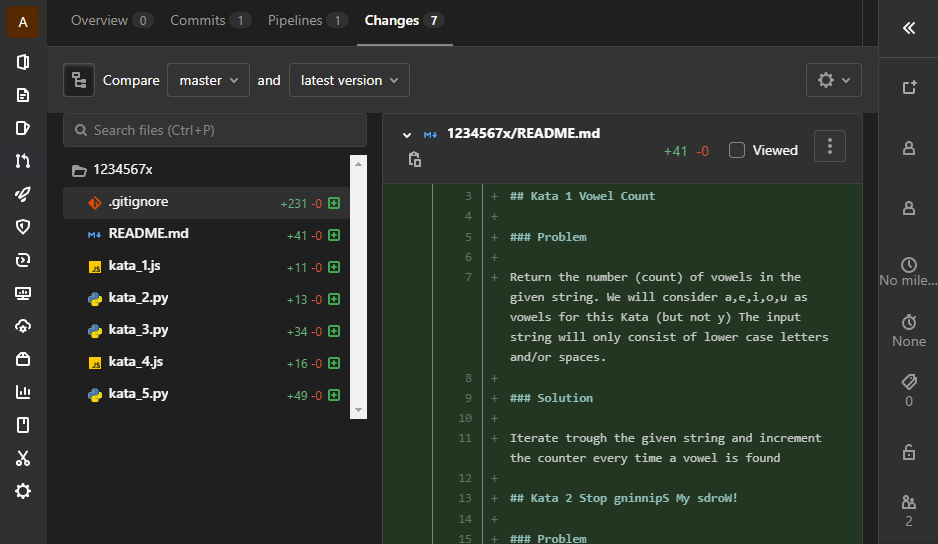 A
Overview 0 Commits 1 Pipelines 1 Changes 7
Compare master and latest version
Search files (Ctrl+P)
1234567x
.gitignore +231 -0
README.md +41 -0
kata_1.js +11 -0
kata_2.py +13 -0
kata_3.py +34 -0
kata_4.js +16 -0
kata_5.py +49 -0
1234567x/README.md
+41 -0 Viewed
3 + ## Kata 1 Vowel Count
4 +
5 + ### Problem
6 +
7 + Return the number (count) of vowels in the
given string. We will consider a,e,i,o,u as
vowels for this Kata (but not y) The input
string will only consist of lower case letters
and/or spaces.
8 +
9 + ### Solution
10 +
11 + Iterate trough the given string and increment
the counter every time a vowel is found
12 +
13 + ## Kata 2 Stop gninnipS My sdroW!
14 +
15 + ### Problem
No mile...
None
0
2